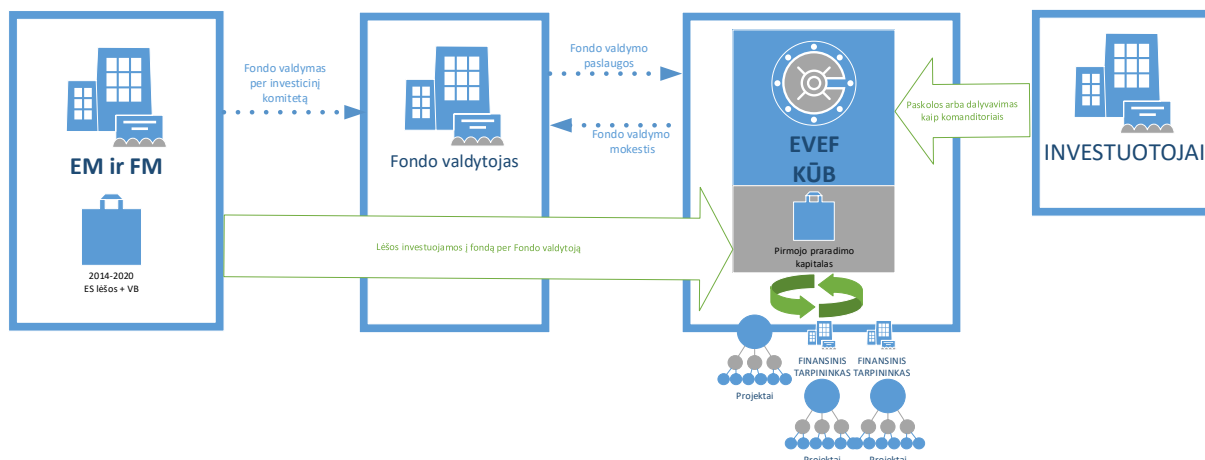 Fondo valdymas
per investicinį
komitetą
EM ir FM
2014-2020
ES lėšos + VB
Fondo valdytojas
Fondo valdymo
paslaugos
Fondo valdymo
mokestis
Lėšos investuojamos į fondą per Fondo valdytoją
EVEF
KŪB
Pirmojo praradimo
kapitalas
Paskolos arba dalyvavimas
kaip komanditoriais
INVESTUOTOJAI
FINANSINIS
TARPININKAS
FINANSINIS
TARPININKAS
Projektai
Projektai
Projektai